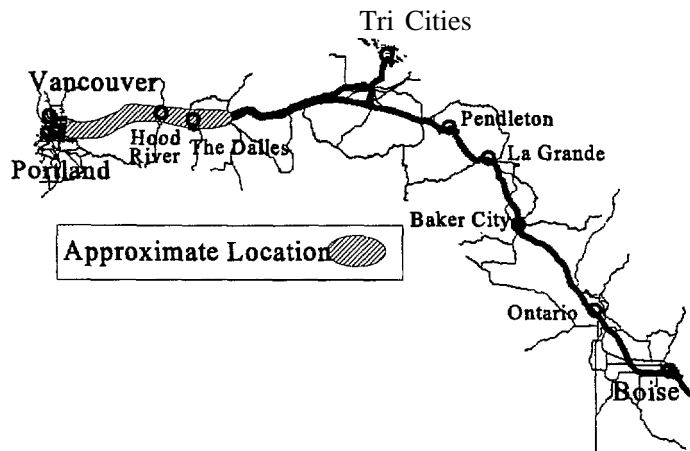 Tri Cities
Vancouver
Hood
River
The Dalles
Portland
Pendleton
La Grande
Baker City
Approximate Location
Ontario
Boise